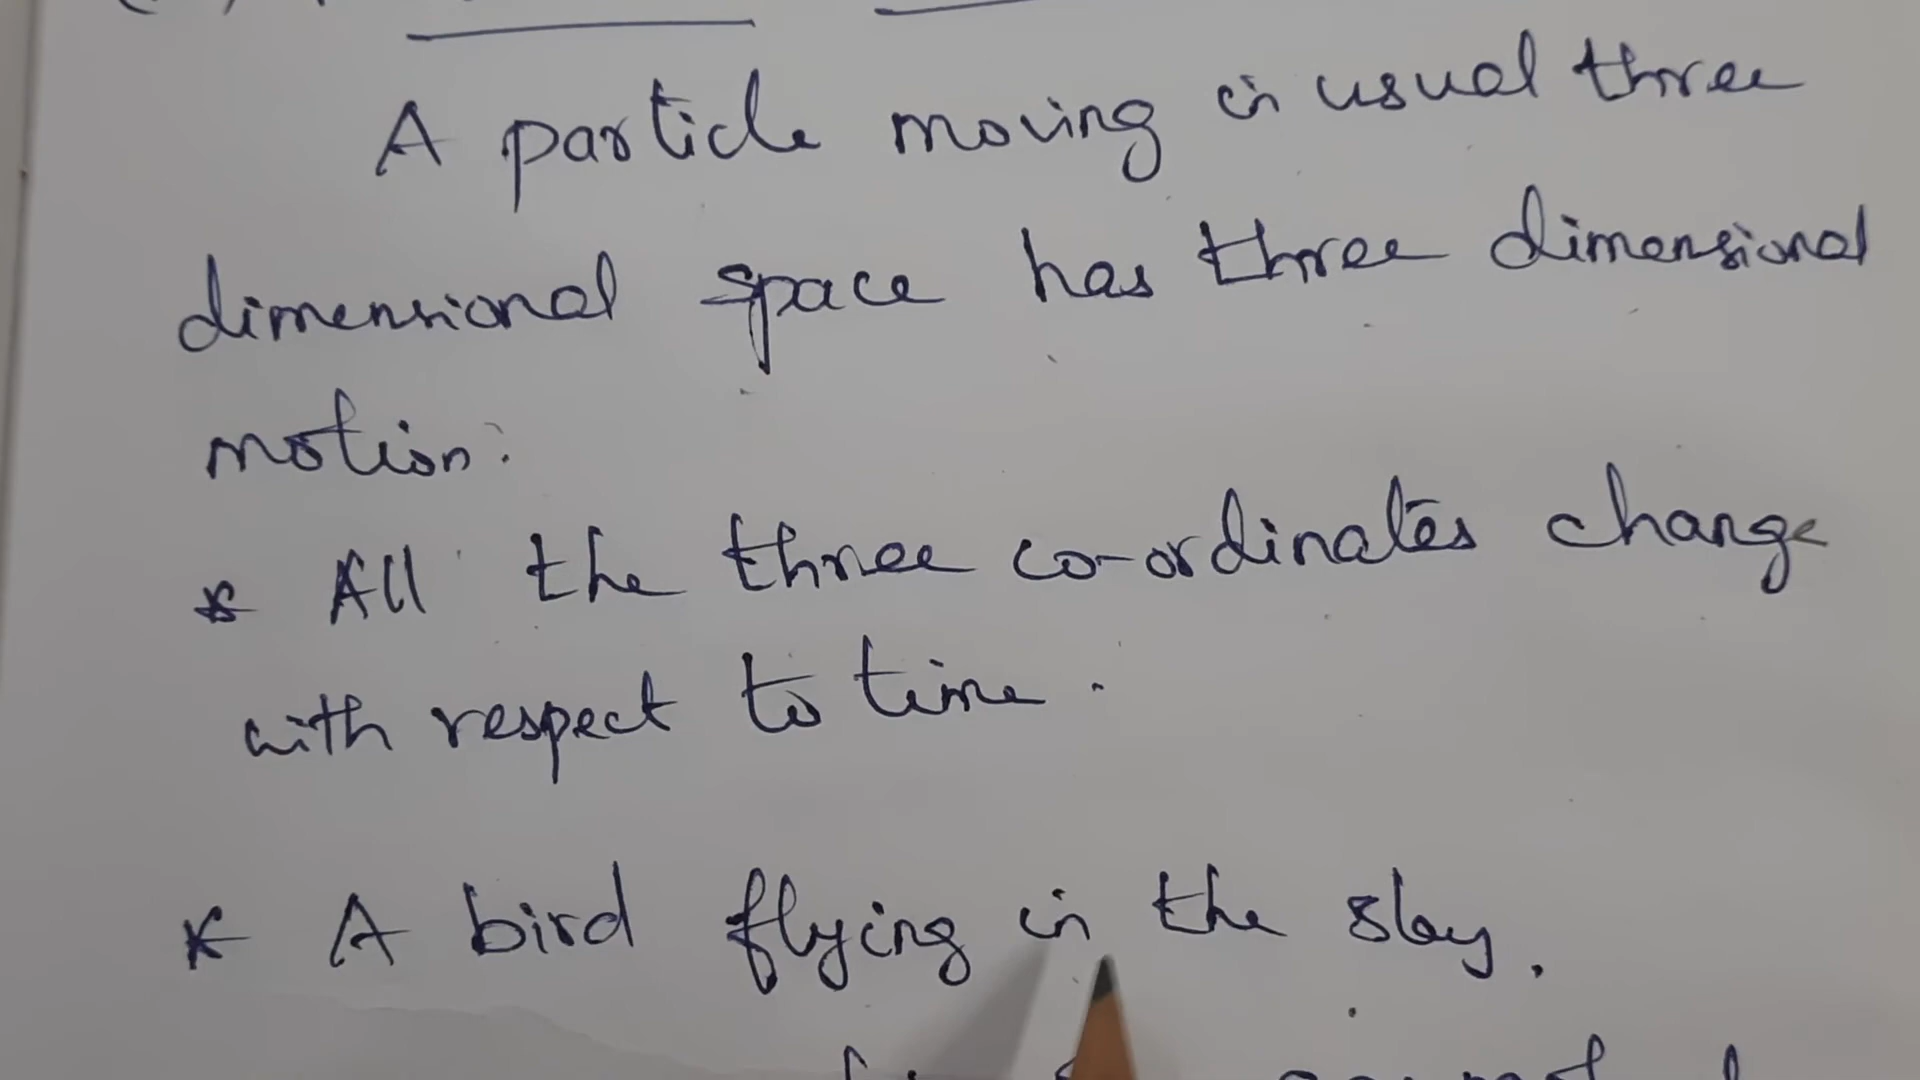 A particle moving in usual three
dimensional space has three dimensional
motion.
* All the three co-ordinates change
with respect to time.
* A bird flying in the sky.